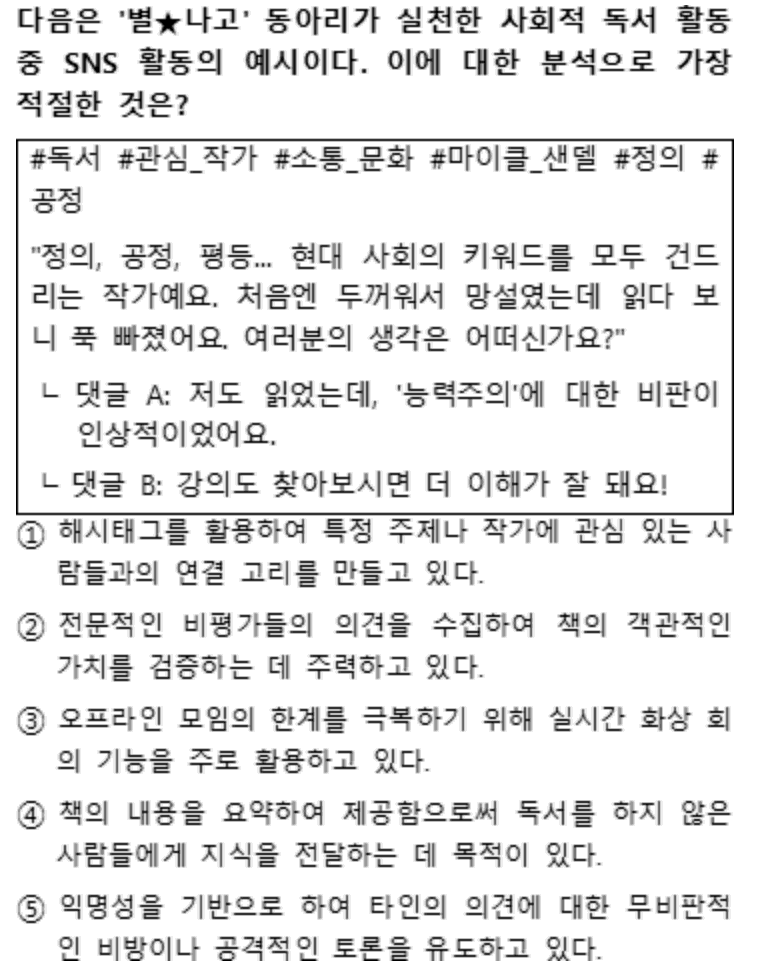 다음은 '별★나고' 동아리가 실천한 사회적 독서 활동
중 SNS 활동의 예시이다. 이에 대한 분석으로 가장
적절한 것은?
#독서 #관심_작가 #소통_문화 #마이클_샌델 #정의 #
공정
"정의, 공정, 평등... 현대 사회의 키워드를 모두 건드
리는 작가예요. 처음엔 두꺼워서 망설였는데 읽다 보
니 푹 빠졌어요. 여러분의 생각은 어떠신가요?"
ㄴ 댓글 A: 저도 읽었는데, '능력주의'에 대한 비판이
인상적이었어요.
ㄴ 댓글 B: 강의도 찾아보시면 더 이해가 잘 돼요!
① 해시태그를 활용하여 특정 주제나 작가에 관심 있는 사
람들과의 연결 고리를 만들고 있다.
② 전문적인 비평가들의 의견을 수집하여 책의 객관적인
가치를 검증하는 데 주력하고 있다.
③ 오프라인 모임의 한계를 극복하기 위해 실시간 화상 회
의 기능을 주로 활용하고 있다.
④ 책의 내용을 요약하여 제공함으로써 독서를 하지 않은
사람들에게 지식을 전달하는 데 목적이 있다.
⑤ 익명성을 기반으로 하여 타인의 의견에 대한 무비판적
인 비방이나 공격적인 토론을 유도하고 있다.